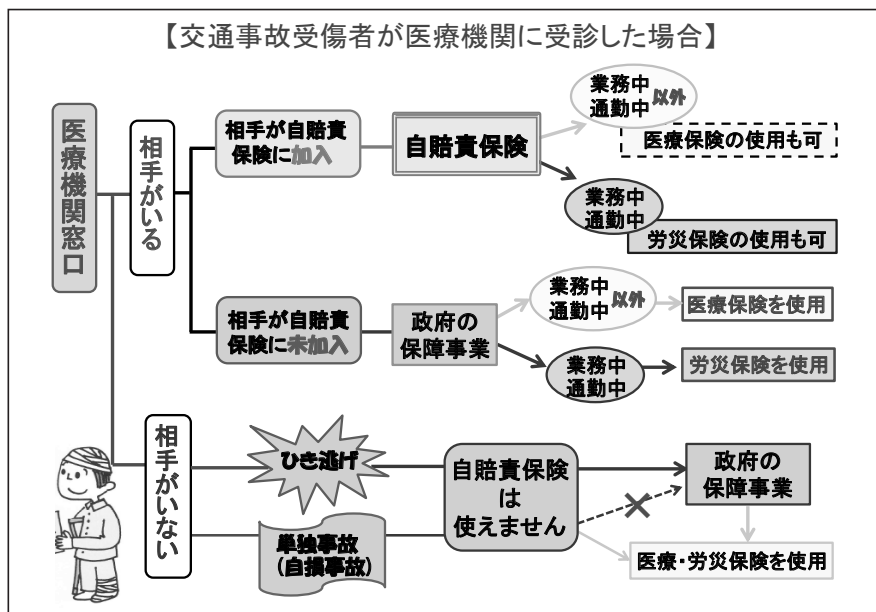 【交通事故受傷者が医療機関に受診した場合】
医療機関窓口
相手がいる
相手が自賠責
保険に加入
自賠責保険
業務中
通勤中
以外
医療保険の使用も可
業務中
通勤中
労災保険の使用も可
相手が自賠責
保険に未加入
政府の
保障事業
業務中
通勤中
以外
医療保険を使用
業務中
通勤中
労災保険を使用
相手がいない
ひき逃げ
単独事故
(自損事故)
自賠責保険
は
使えません
政府の
保障事業
医療・労災保険を使用